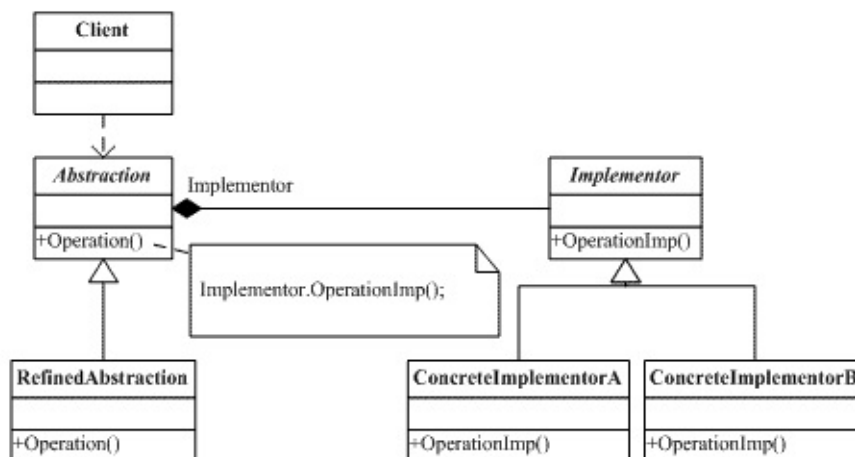 Client
Abstraction
Implementor
Implementor
+Operation()
+OperationImp()
Implementor.OperationImp();
RefinedAbstraction
ConcreteImplementorA
ConcreteImplementorB
+Operation()
+OperationImp()
+OperationImp()